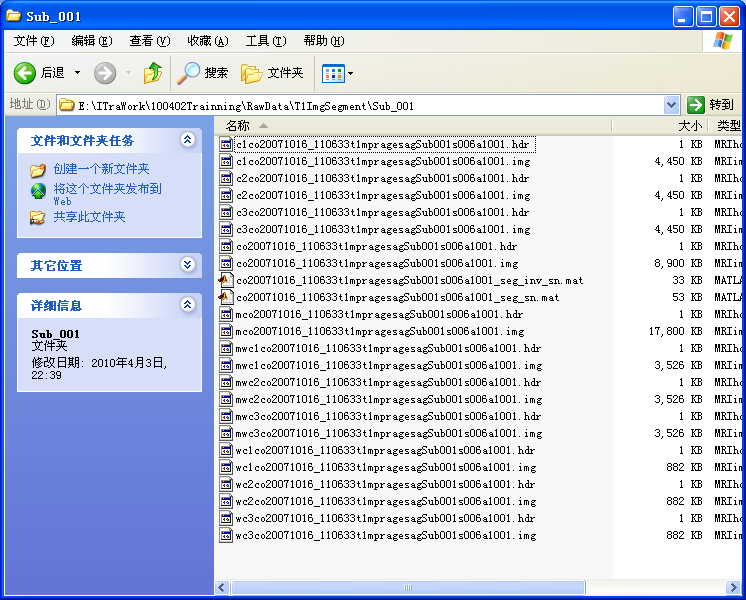 Sub_001
文件(F) 编辑(E) 查看(V) 收藏(A) 工具(T) 帮助(H)
后退 搜索 文件夹
地址(D) E:\ITraWork\100402Trainning\RawData\T1ImgSegment\Sub_001 转到
文件和文件夹任务
创建一个新文件夹
将这个文件夹发布到
Web
共享此文件夹
其它位置
详细信息
Sub_001
文件夹
修改日期: 2010年4月3日,
22:39
名称 大小 类型
c1co20071016_110633t1mpragesagSub001s006a1001.hdr 1 KB MRIhd
c1co20071016_110633t1mpragesagSub001s006a1001.img 4,450 KB MRIim
c2co20071016_110633t1mpragesagSub001s006a1001.hdr 1 KB MRIhd
c2co20071016_110633t1mpragesagSub001s006a1001.img 4,450 KB MRIim
c3co20071016_110633t1mpragesagSub001s006a1001.hdr 1 KB MRIhd
c3co20071016_110633t1mpragesagSub001s006a1001.img 4,450 KB MRIim
co20071016_110633t1mpragesagSub001s006a1001.hdr 1 KB MRIhd
co20071016_110633t1mpragesagSub001s006a1001.img 8,900 KB MRIim
co20071016_110633t1mpragesagSub001s006a1001_seg_inv_sn.mat 33 KB MATLA
co20071016_110633t1mpragesagSub001s006a1001_seg_sn.mat 53 KB MATLA
mco20071016_110633t1mpragesagSub001s006a1001.hdr 1 KB MRIhd
mco20071016_110633t1mpragesagSub001s006a1001.img 17,800 KB MRIim
mwc1co20071016_110633t1mpragesagSub001s006a1001.hdr 1 KB MRIhd
mwc1co20071016_110633t1mpragesagSub001s006a1001.img 3,526 KB MRIim
mwc2co20071016_110633t1mpragesagSub001s006a1001.hdr 1 KB MRIhd
mwc2co20071016_110633t1mpragesagSub001s006a1001.img 3,526 KB MRIim
mwc3co20071016_110633t1mpragesagSub001s006a1001.hdr 1 KB MRIhd
mwc3co20071016_110633t1mpragesagSub001s006a1001.img 3,526 KB MRIim
wc1co20071016_110633t1mpragesagSub001s006a1001.hdr 1 KB MRIhd
wc1co20071016_110633t1mpragesagSub001s006a1001.img 882 KB MRIim
wc2co20071016_110633t1mpragesagSub001s006a1001.hdr 1 KB MRIhd
wc2co20071016_110633t1mpragesagSub001s006a1001.img 882 KB MRIim
wc3co20071016_110633t1mpragesagSub001s006a1001.hdr 1 KB MRIhd
wc3co20071016_110633t1mpragesagSub001s006a1001.img 882 KB MRIim